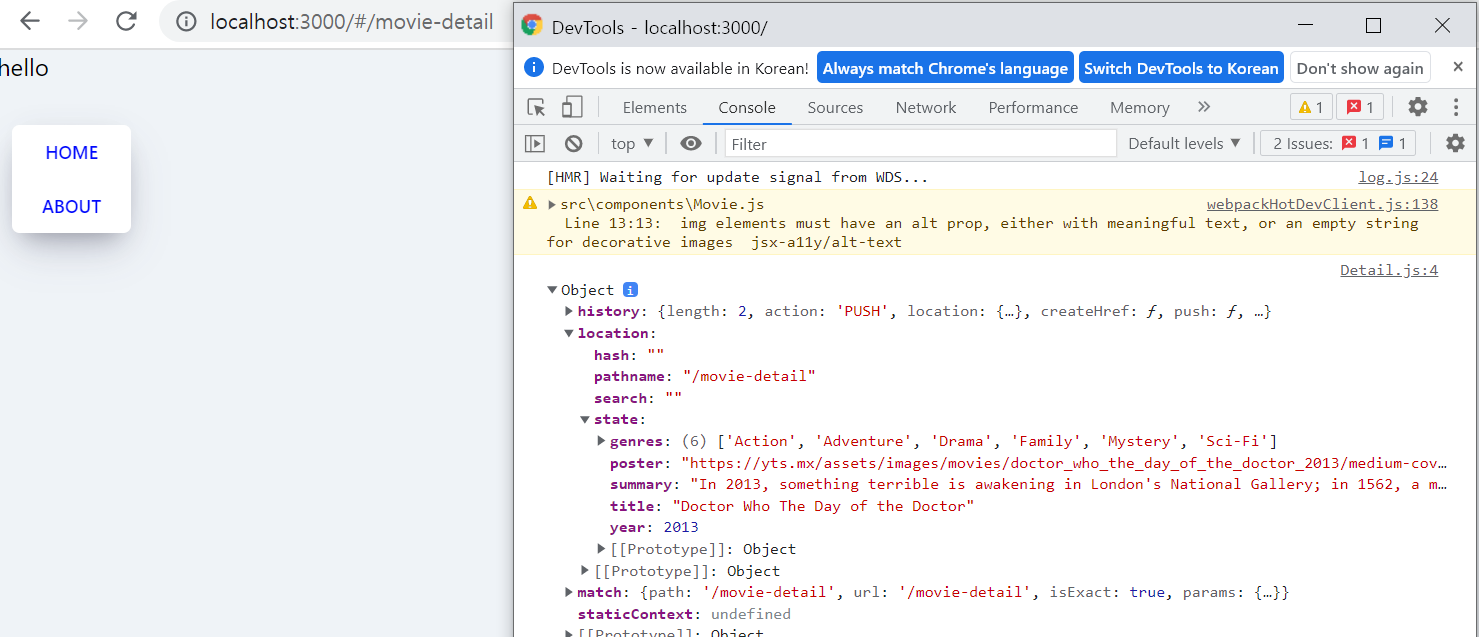 localhost:3000/#/movie-detail
hello
HOME
ABOUT
DevTools - localhost:3000/
DevTools is now available in Korean! Always match Chrome's language Switch DevTools to Korean Don't show again
Elements Console Sources Network Performance Memory 1 1
top Filter Default levels 2 Issues: 1 1
[HMR] Waiting for update signal from WDS... log.js:24
src\components\Movie.js webpackHotDevClient.js:138
Line 13:13: img elements must have an alt prop, either with meaningful text, or an empty string
for decorative images jsx-a11y/alt-text
Detail.js:4
Object i
history: {length: 2, action: 'PUSH', location: {…}, createHref: ƒ, push: ƒ, …}
location:
hash: ""
pathname: "/movie-detail"
search: ""
state:
genres: (6) ['Action', 'Adventure', 'Drama', 'Family', 'Mystery', 'Sci-Fi']
poster: "https://yts.mx/assets/images/movies/doctor_who_the_day_of_the_doctor_2013/medium-cov…
summary: "In 2013, something terrible is awakening in London's National Gallery; in 1562, a m…
title: "Doctor Who The Day of the Doctor"
year: 2013
[[Prototype]]: Object
[[Prototype]]: Object
match: {path: '/movie-detail', url: '/movie-detail', isExact: true, params: {…}}
staticContext: undefined
[[Prototype]]: Object